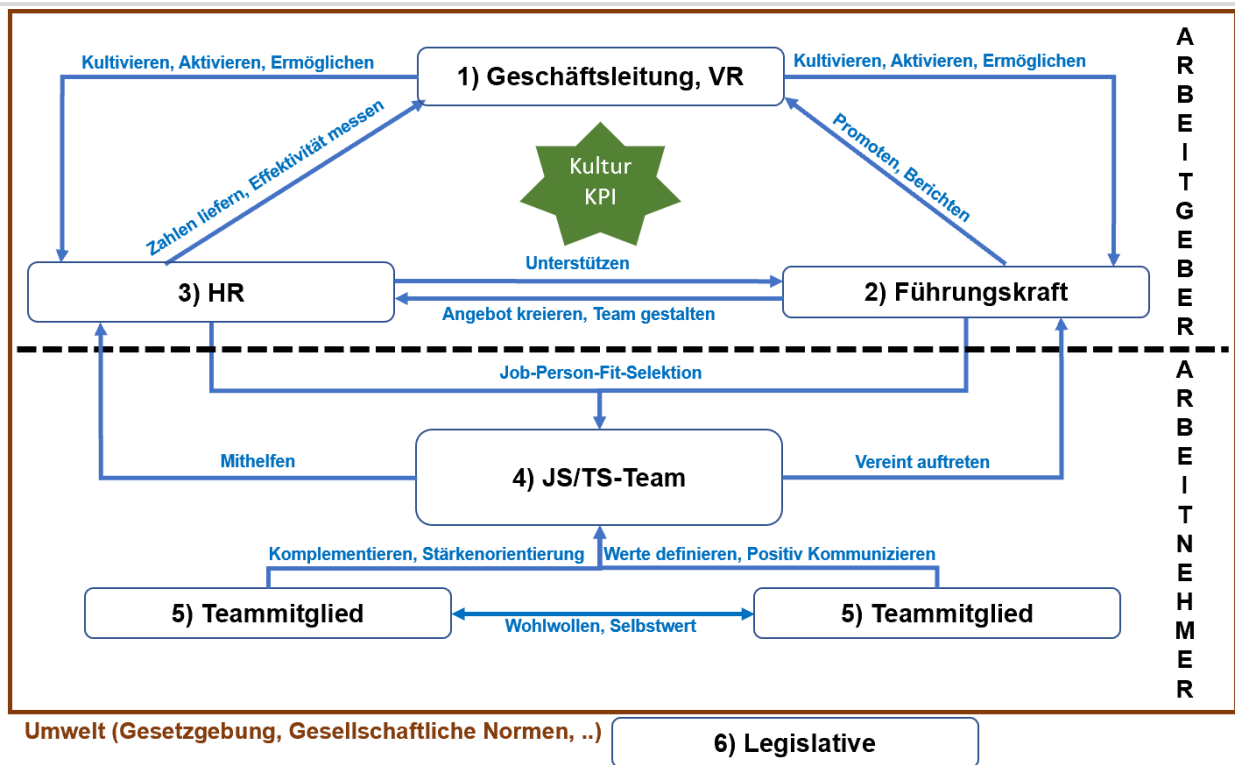 Kultivieren, Aktivieren, Ermöglichen
1) Geschäftsleitung, VR
Kultivieren, Aktivieren, Ermöglichen
Zahlen liefern, Effektivität messen
Kultur
KPI
Promoten, Berichten
ARBEITGEBER
3) HR
Unterstützen
Angebot kreieren, Team gestalten
2) Führungskraft
Job-Person-Fit-Selektion
ARBEITNEHMER
Mithelfen
4) JS/TS-Team
Vereint auftreten
Komplementieren, Stärkenorientierung
Werte definieren, Positiv Kommunizieren
5) Teammitglied
Wohlwollen, Selbstwert
5) Teammitglied
Umwelt (Gesetzgebung, Gesellschaftliche Normen, ..)
6) Legislative